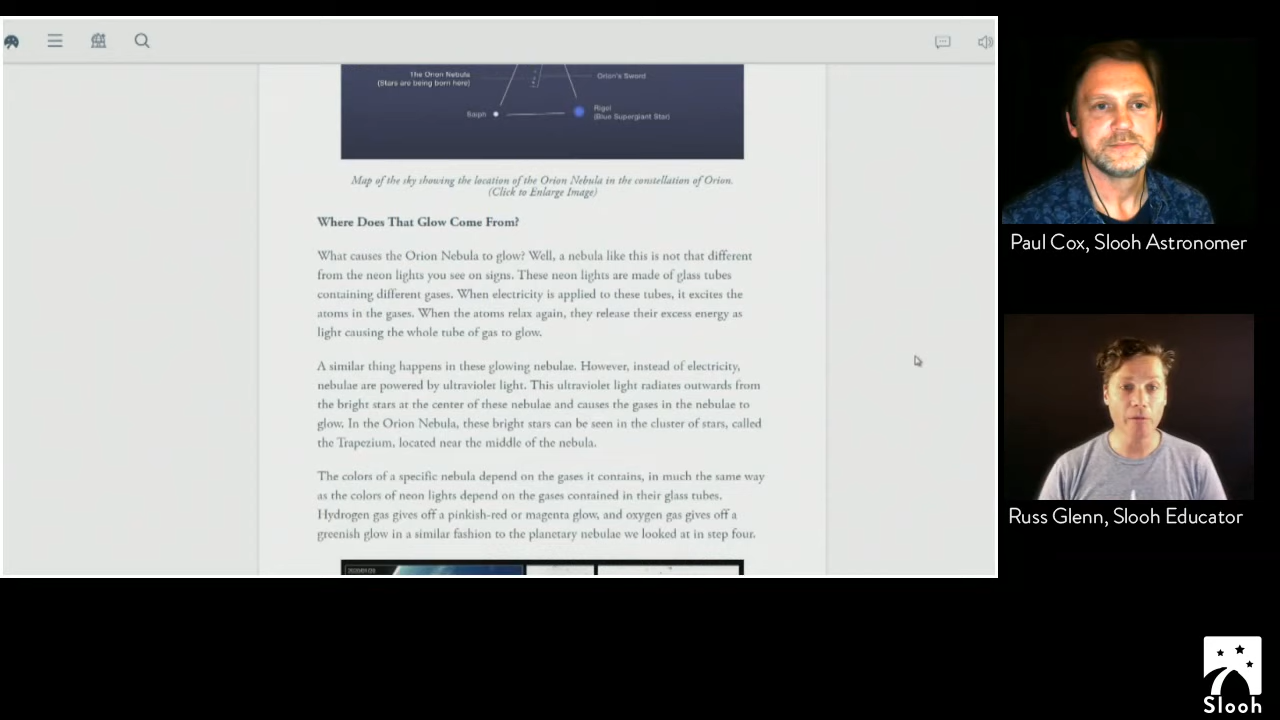 The Orion Nebula
(Stars are being born here)
Orion's Sword
Saiph
Rigel
(Blue Supergiant Star)
Map of the sky showing the location of the Orion Nebula in the constellation of Orion.
(Click to Enlarge Image)
Where Does That Glow Come From?
What causes the Orion Nebula to glow? Well, a nebula like this is not that different
from the neon lights you see on signs. These neon lights are made of glass tubes
containing different gases. When electricity is applied to these tubes, it excites the
atoms in the gases. When the atoms relax again, they release their excess energy as
light causing the whole tube of gas to glow.
A similar thing happens in these glowing nebulae. However, instead of electricity,
nebulae are powered by ultraviolet light. This ultraviolet light radiates outwards from
the bright stars at the center of these nebulae and causes the gases in the nebulae to
glow. In the Orion Nebula, these bright stars can be seen in the cluster of stars, called
the Trapezium, located near the middle of the nebula.
The colors of a specific nebula depend on the gases it contains, in much the same way
as the colors of neon lights depend on the gases contained in their glass tubes.
Hydrogen gas gives off a pinkish-red or magenta glow, and oxygen gas gives off a
greenish glow in a similar fashion to the planetary nebulae we looked at in step four.
Paul Cox, Slooh Astronomer
Russ Glenn, Slooh Educator
Slooh